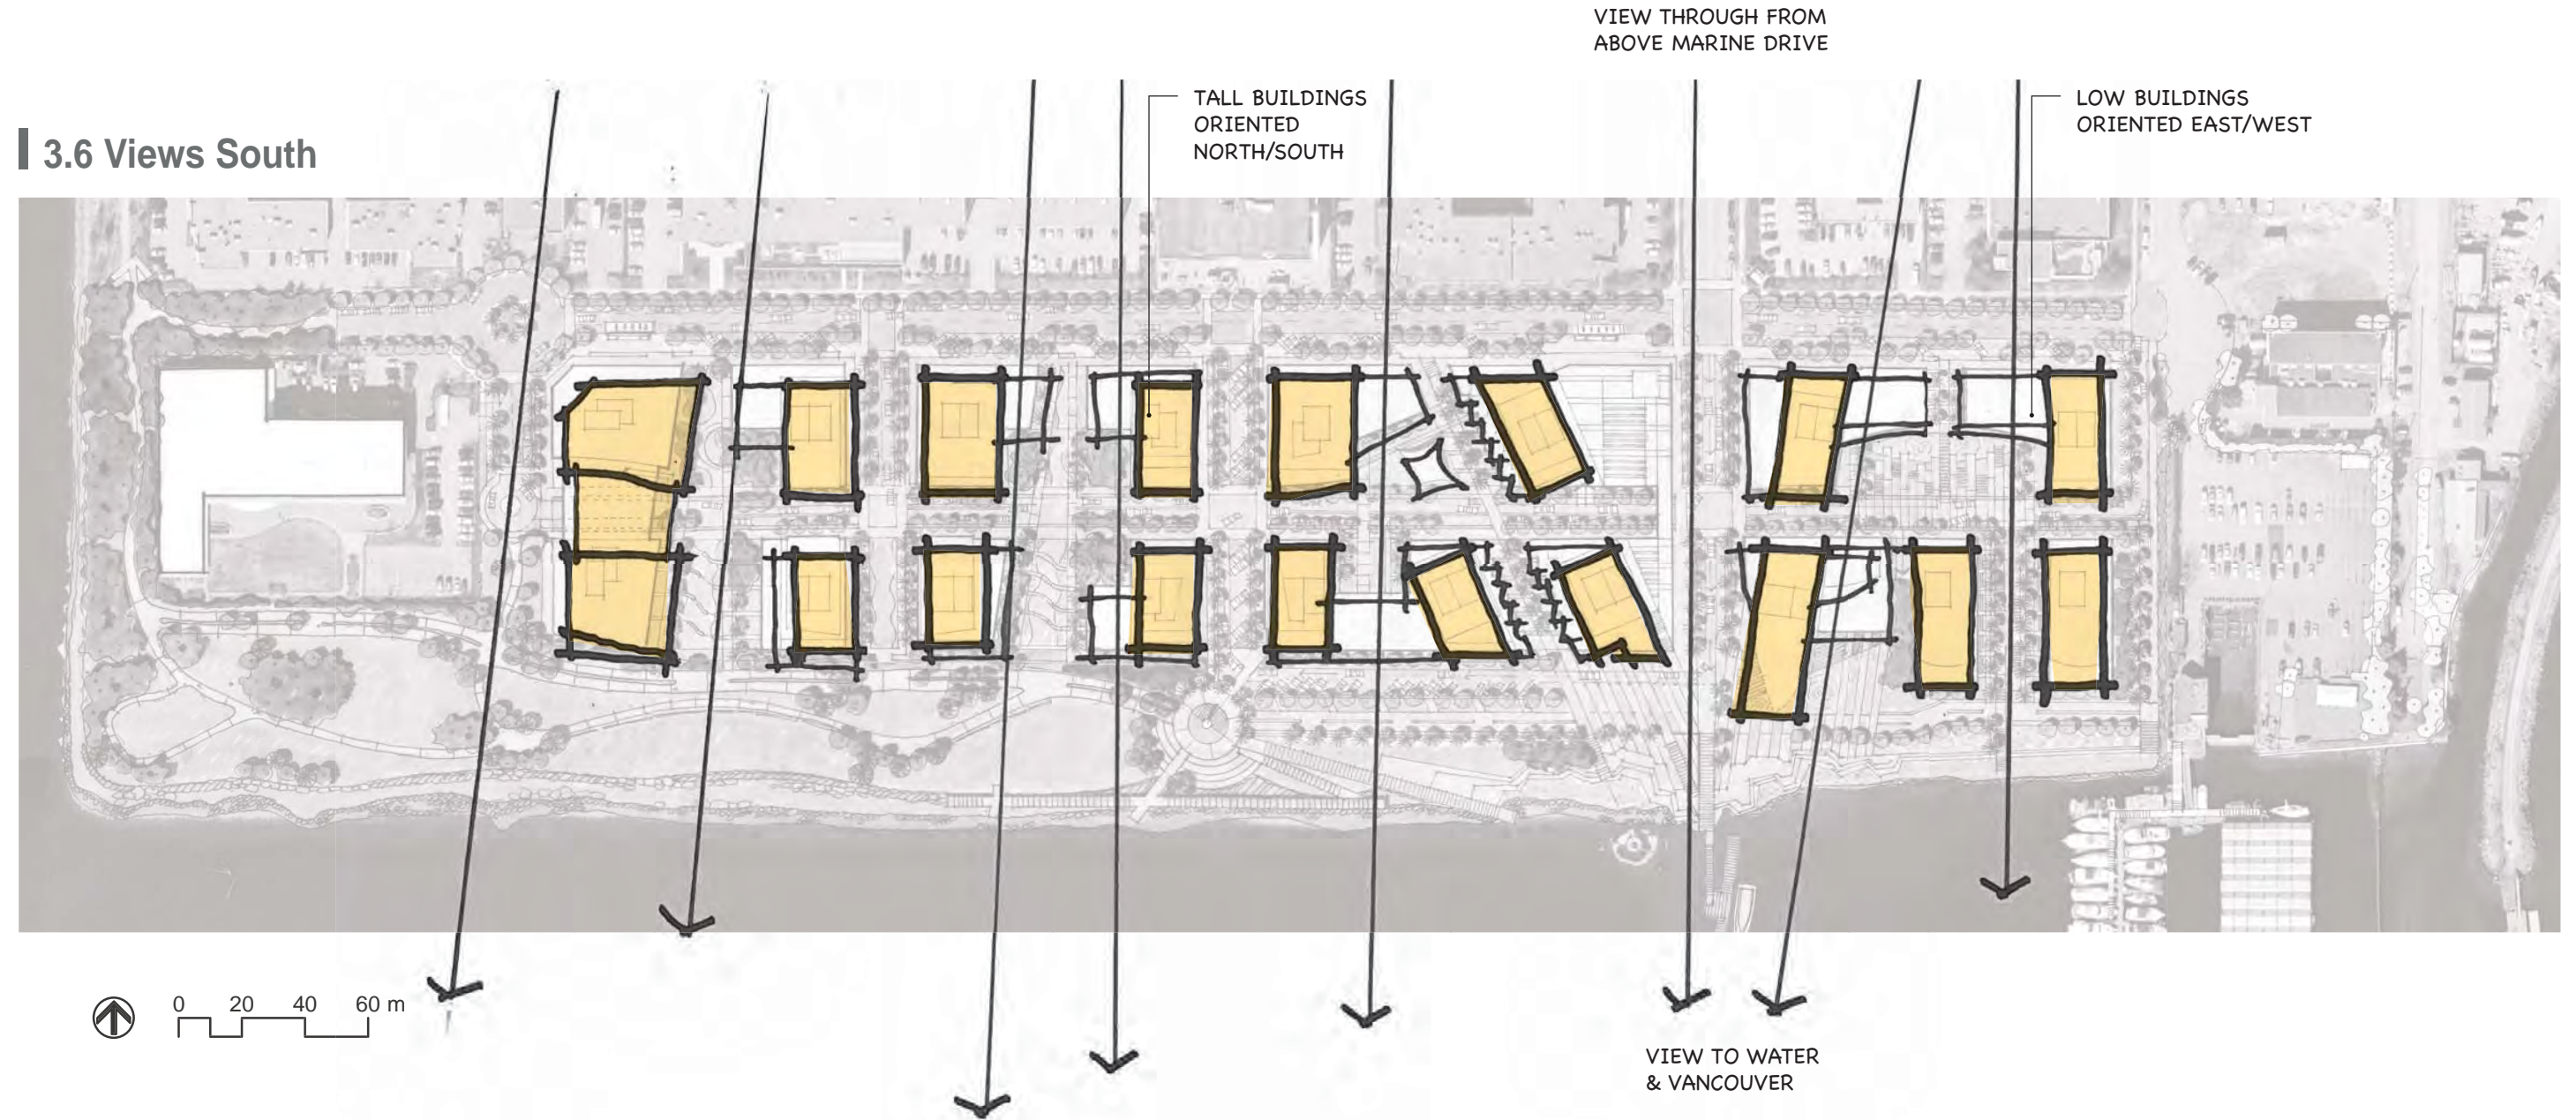 VIEW THROUGH FROM
ABOVE MARINE DRIVE
TALL BUILDINGS
ORIENTED
NORTH/SOUTH
LOW BUILDINGS
ORIENTED EAST/WEST
3.6 Views South
0 20 40 60 m
VIEW TO WATER
& VANCOUVER